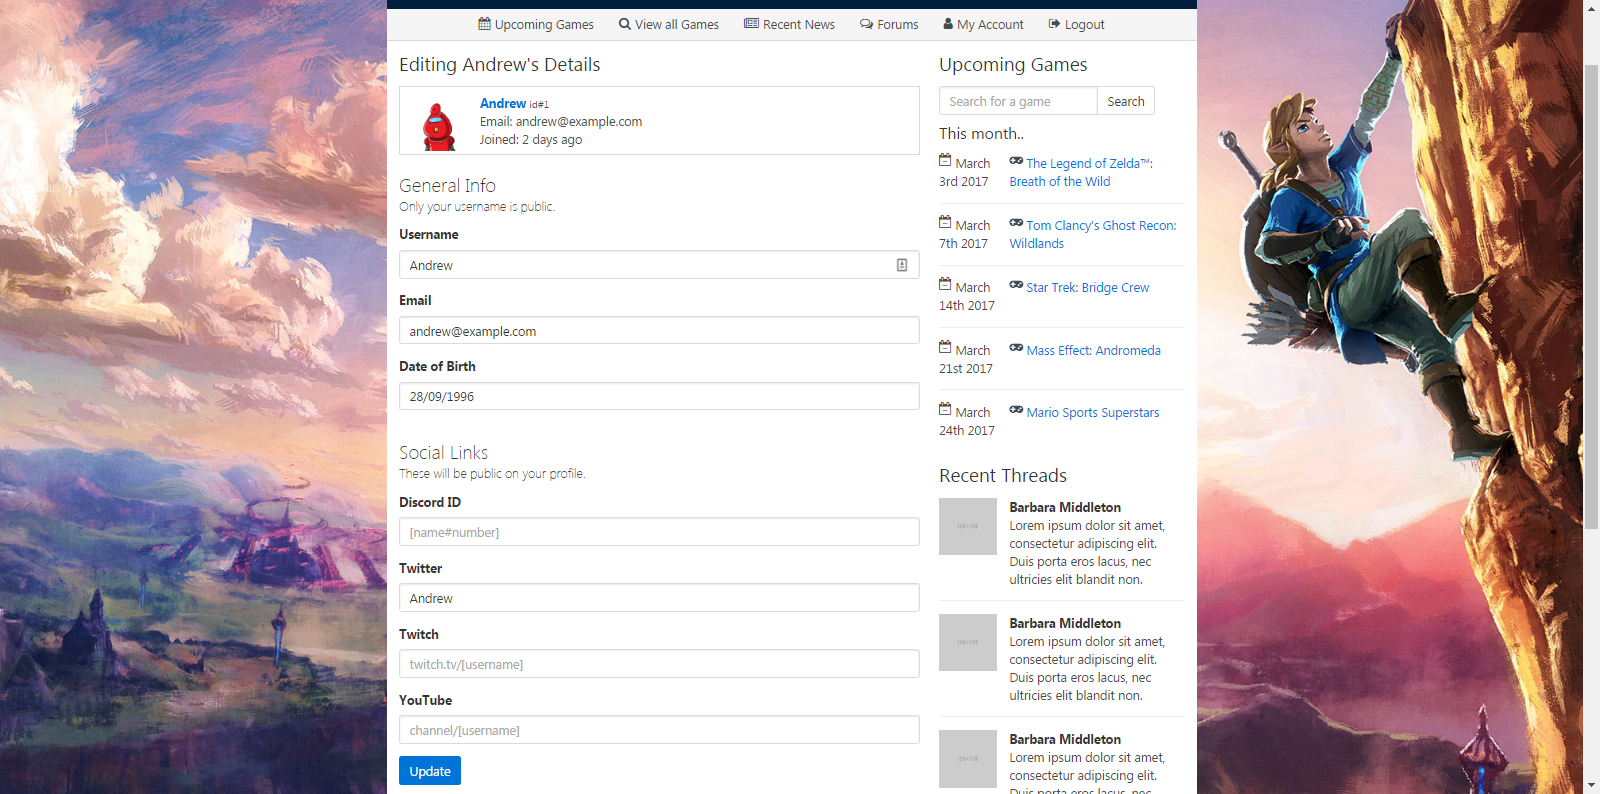 Upcoming Games View all Games Recent News Forums My Account Logout
Editing Andrew's Details
Andrew id#1
Email: andrew@example.com
Joined: 2 days ago
General Info
Only your username is public.
Username
Andrew
Email
andrew@example.com
Date of Birth
28/09/1996
Social Links
These will be public on your profile.
Discord ID
[name#number]
Twitter
Andrew
Twitch
twitch.tv/[username]
YouTube
channel/[username]
Update
Upcoming Games
Search for a game Search
This month..
March The Legend of Zelda™:
3rd 2017 Breath of the Wild
March Tom Clancy's Ghost Recon:
7th 2017 Wildlands
March Star Trek: Bridge Crew
14th 2017
March Mass Effect: Andromeda
21st 2017
March Mario Sports Superstars
24th 2017
Recent Threads
Barbara Middleton
Lorem ipsum dolor sit amet,
consectetur adipiscing elit.
Duis porta eros lacus, nec
ultricies elit blandit non.
Barbara Middleton
Lorem ipsum dolor sit amet,
consectetur adipiscing elit.
Duis porta eros lacus, nec
ultricies elit blandit non.
Barbara Middleton
Lorem ipsum dolor sit amet,
consectetur adipiscing elit.
Duis porta eros lacus, nec